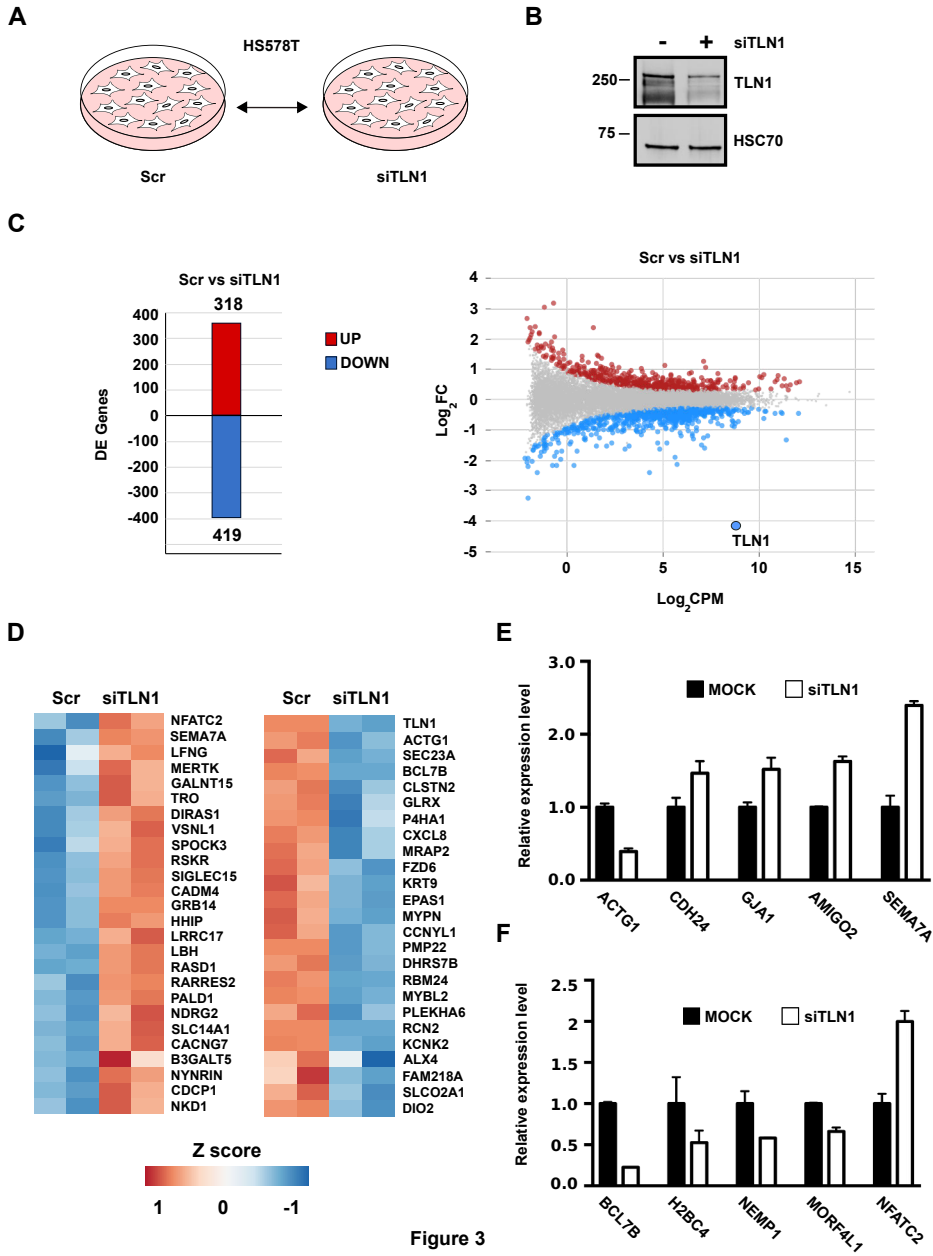 A
HS578T
Scr
siTLN1
B
- + siTLN1
250
TLN1
75
HSC70
C
Scr vs siTLN1
318
400
300
200
100
0
-100
-200
-300
-400
419
DE Genes
UP
DOWN
Scr vs siTLN1
4
3
2
1
0
-1
-2
-3
-4
-5
Log2FC
TLN1
0 5 10 15
Log2CPM
D
Scr siTLN1
NFATC2
SEMA7A
LFNG
MERTK
GALNT15
TRO
DIRAS1
VSNL1
SPOCK3
RSKR
SIGLEC15
CADM4
GRB14
HHIP
LRRC17
LBH
RASD1
RARRES2
PALD1
NDRG2
SLC14A1
CACNG7
B3GALT5
NYNRIN
CDCP1
NKD1
Scr siTLN1
TLN1
ACTG1
SEC23A
BCL7B
CLSTN2
GLRX
P4HA1
CXCL8
MRAP2
FZD6
KRT9
EPAS1
MYPN
CCNYL1
PMP22
DHRS7B
RBM24
MYBL2
PLEKHA6
RCN2
KCNK2
ALX4
FAM218A
SLCO2A1
DIO2
Z score
1 0 -1
E
Relative expression level
3.0
2.0
1.0
0.0
MOCK siTLN1
ACTG1 CDH24 GJA1 AMIGO2 SEMA7A
F
Relative expression level
2.5
2
1.0
0.5
0.0
MOCK siTLN1
BCL7B H2BC4 NEMP1 MORF4L1 NFATC2
Figure 3